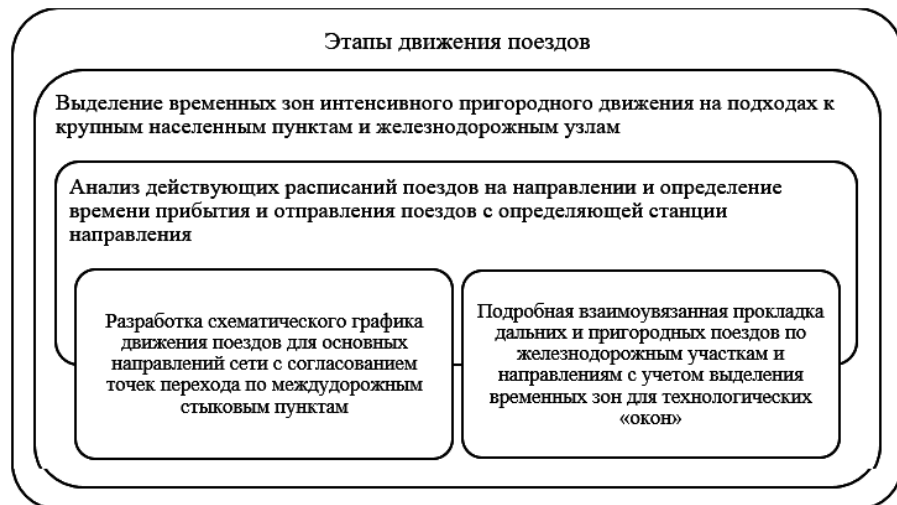 Этапы движения поездов
Выделение временных зон интенсивного пригородного движения на подходах к
крупным населенным пунктам и железнодорожным узлам
Анализ действующих расписаний поездов на направлении и определение
времени прибытия и отправления поездов с определяющей станции
направления
Разработка схематического графика
движения поездов для основных
направлений сети с согласованием
точек перехода по междудорожным
стыковым пунктам
Подробная взаимоувязанная прокладка
дальних и пригородных поездов по
железнодорожным участкам и
направлениям с учетом выделения
временных зон для технологических
«окон»